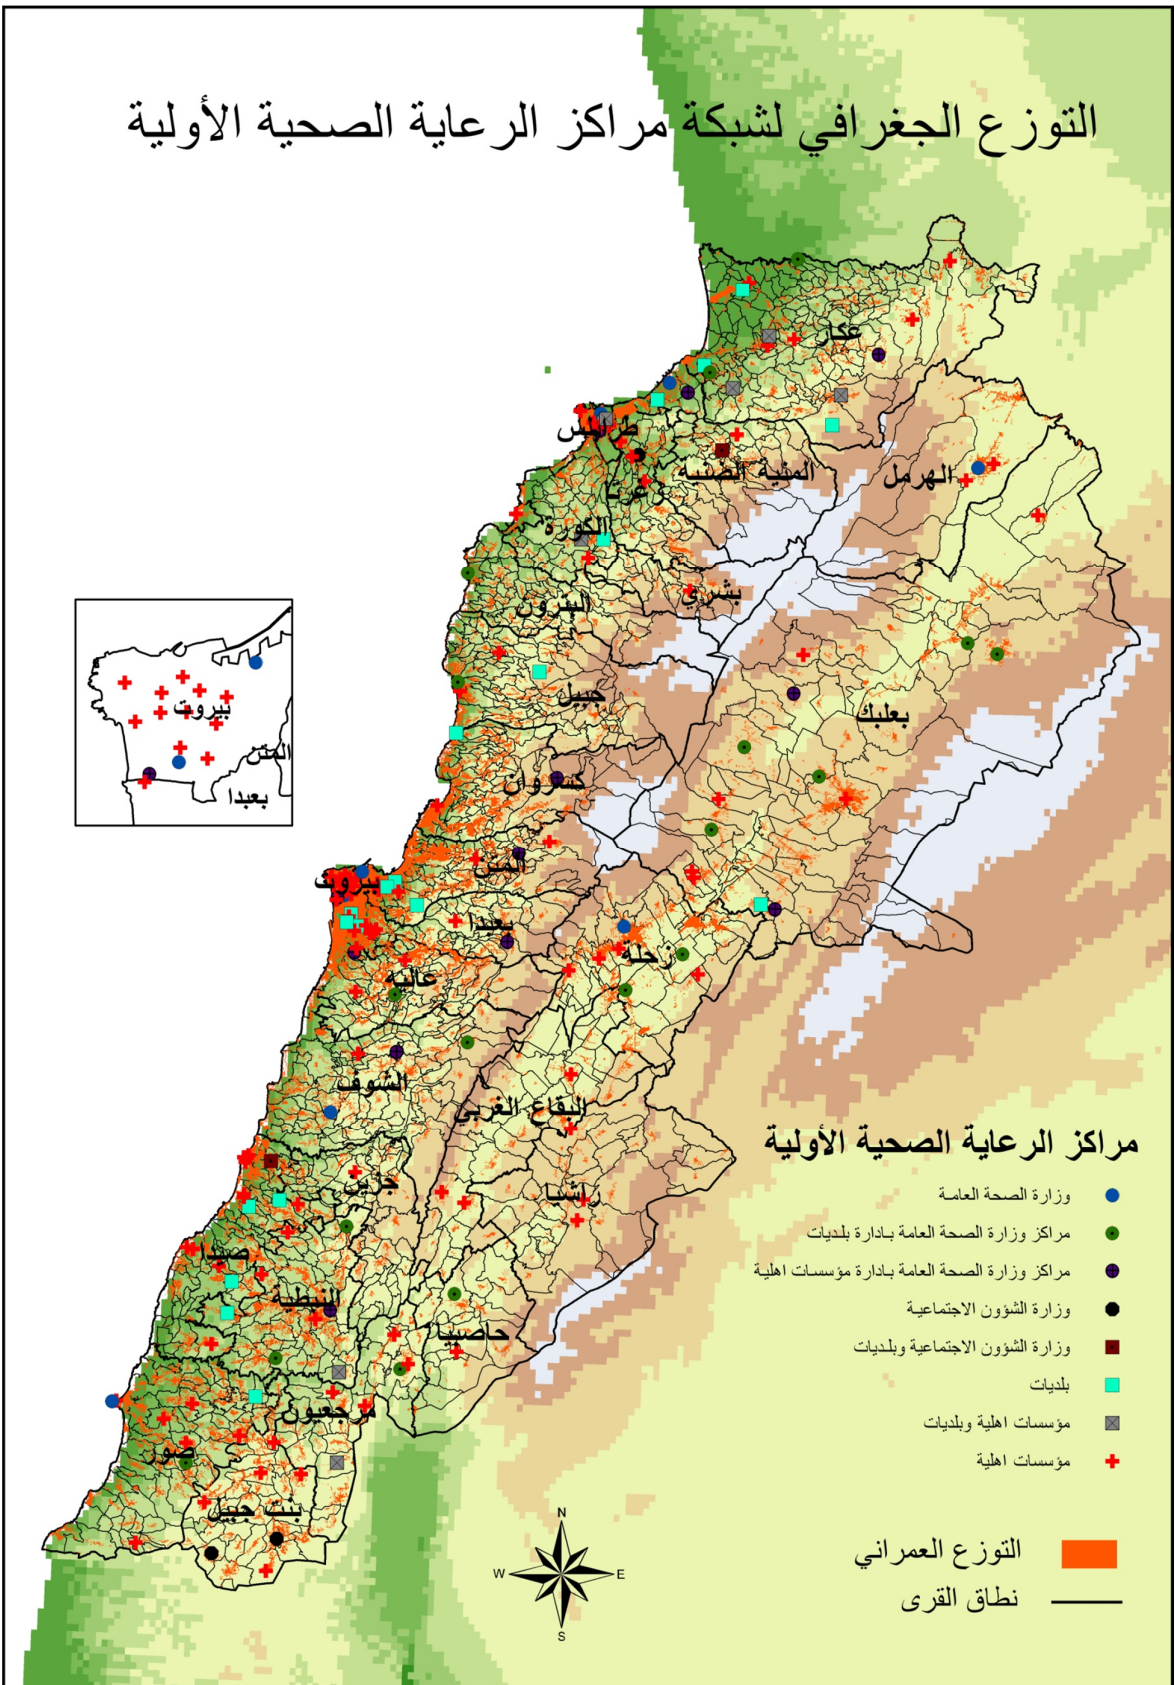 التوزع الجغرافي لشبكة مراكز الرعاية الصحية الأولية
عكار
طرابلس
المنية الضنية
الهرمل
زغرتا
الكورة
بشري
البترون
جبيل
بعلبك
كسروان
المتن
بيروت
بعبدا
زحلة
عاليه
الشوف
البقاع الغربي
جزين
راشيا
صيدا
النبطية
حاصبيا
مرجعيون
صور
بنت جبيل
بيروت
المتن
بعبدا
مراكز الرعاية الصحية الأولية
وزارة الصحة العامة
مراكز وزارة الصحة العامة بادارة بلديات
مراكز وزارة الصحة العامة بادارة مؤسسات اهلية
وزارة الشؤون الاجتماعية
وزارة الشؤون الاجتماعية وبلديات
بلديات
مؤسسات اهلية وبلديات
مؤسسات اهلية
التوزع العمراني
نطاق القرى
N
W E
S